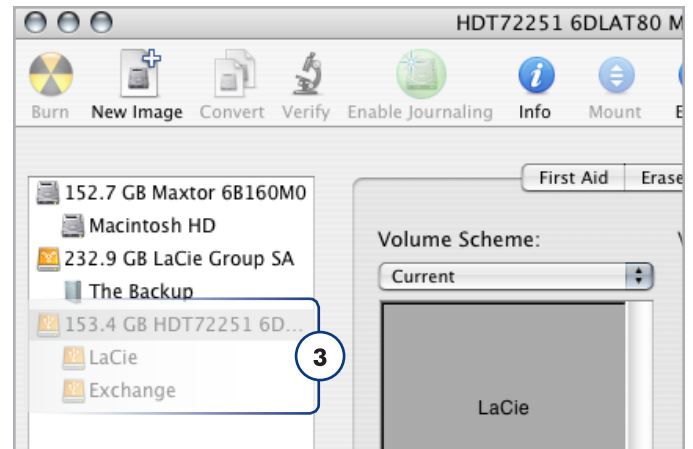 HDT72251 6DLAT80 M
Burn New Image Convert Verify Enable Journaling Info Mount E
First Aid Erase
152.7 GB Maxtor 6B160M0
Macintosh HD
232.9 GB LaCie Group SA
The Backup
153.4 GB HDT72251 6D...
LaCie
Exchange
3
Volume Scheme:
Current
LaCie